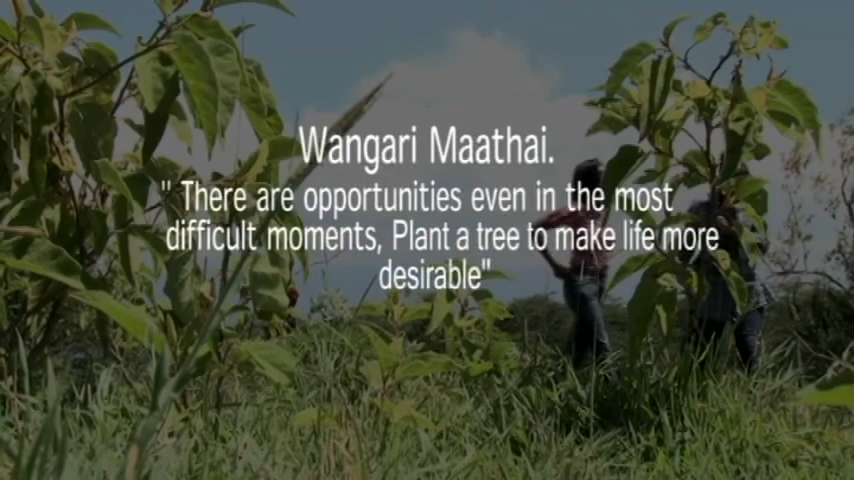 Wangari Maathai.
" There are opportunities even in the most
difficult moments, Plant a tree to make life more
desirable"